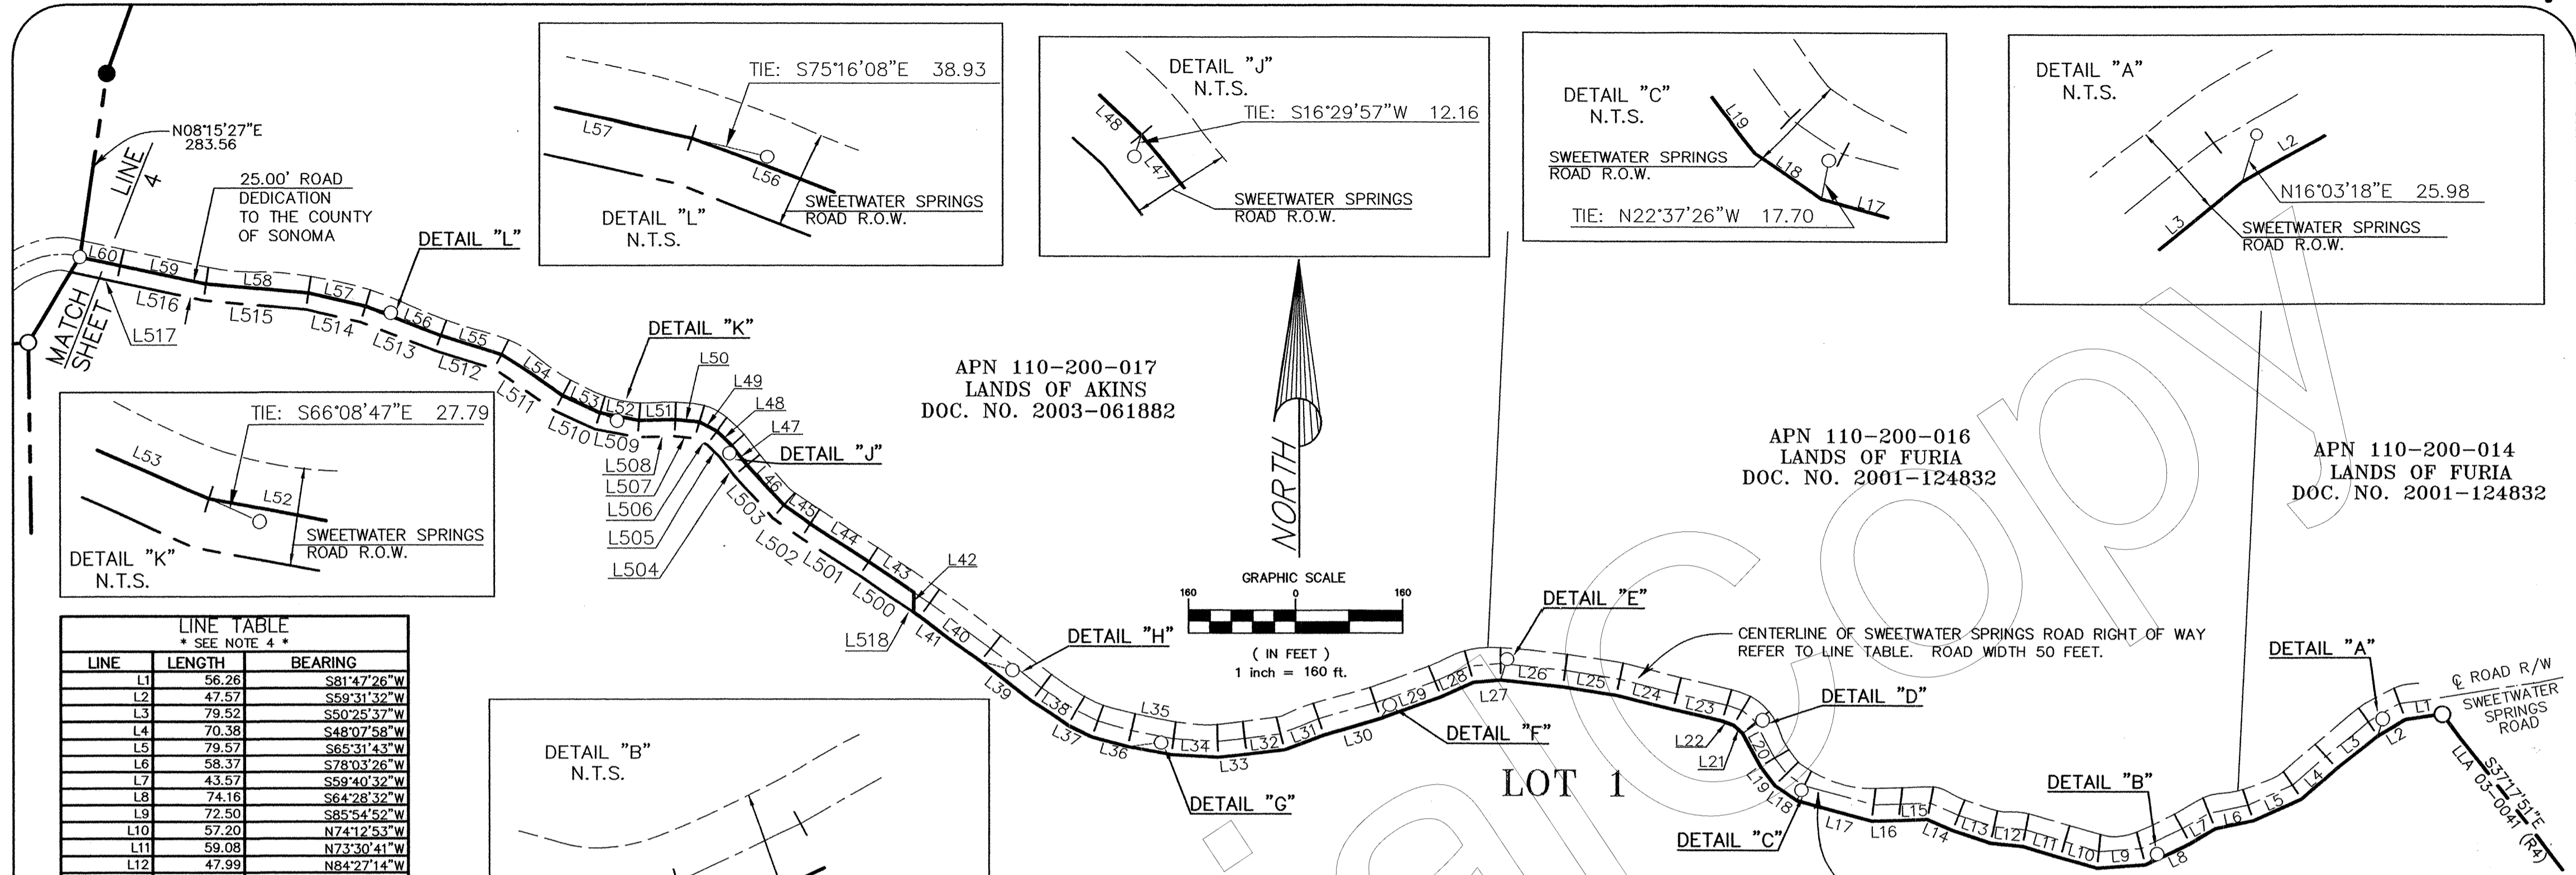 TIE: S75°16'08"E 38.93
L57
L56
SWEETWATER SPRINGS
ROAD R.O.W.
DETAIL "L"
N.T.S.
DETAIL "J"
N.T.S.
TIE: S16°29'57"W 12.16
L48
L47
SWEETWATER SPRINGS
ROAD R.O.W.
DETAIL "C"
N.T.S.
L19
SWEETWATER SPRINGS
ROAD R.O.W.
L18
L17
TIE: N22°37'26"W 17.70
DETAIL "A"
N.T.S.
L2
N16°03'18"E 25.98
L3
SWEETWATER SPRINGS
ROAD R.O.W.
N08°15'27"E
283.56
LINE
4
25.00' ROAD
DEDICATION
TO THE COUNTY
OF SONOMA
DETAIL "L"
L60
L59
L58
L57
L56
L55
L54
L53
L52
L51
L50
L49
L48
L47
L46
L45
L44
L43
L42
MATCH
SHEET
L517
L516
L515
L514
L513
L512
L511
L510
L509
L508
L507
L506
L505
L504
L503
L502
L501
L500
L518
DETAIL "K"
DETAIL "J"
APN 110-200-017
LANDS OF AKINS
DOC. NO. 2003-061882
NORTH
APN 110-200-016
LANDS OF FURIA
DOC. NO. 2001-124832
APN 110-200-014
LANDS OF FURIA
DOC. NO. 2001-124832
TIE: S66°08'47"E 27.79
L53
L52
SWEETWATER SPRINGS
ROAD R.O.W.
DETAIL "K"
N.T.S.
GRAPHIC SCALE
160 0 160
( IN FEET )
1 inch = 160 ft.
L41
L40
DETAIL "H"
L39
L38
L37
L36
L35
L34
L33
L32
L31
L30
L29
L28
L27
L26
L25
L24
L23
L22
L21
L20
L19
L18
L17
L16
L15
L14
L13
L12
L11
L10
L9
L8
L7
L6
L5
L4
L3
L2
L1
DETAIL "G"
DETAIL "F"
DETAIL "E"
CENTERLINE OF SWEETWATER SPRINGS ROAD RIGHT OF WAY
REFER TO LINE TABLE. ROAD WIDTH 50 FEET.
DETAIL "D"
LOT 1
DETAIL "C"
DETAIL "B"
DETAIL "A"
℄ ROAD R/W
SWEETWATER
SPRINGS
ROAD
S37°17'51"E
LLA 03-0041 (R4)
LINE TABLE
* SEE NOTE 4 *
LINE LENGTH BEARING
L1 56.26 S81°47'26"W
L2 47.57 S59°31'32"W
L3 79.52 S50°25'37"W
L4 70.38 S48°07'58"W
L5 79.57 S65°31'43"W
L6 58.37 S78°03'26"W
L7 43.57 S59°40'32"W
L8 74.16 S64°28'32"W
L9 72.50 S85°54'52"W
L10 57.20 N74°12'53"W
L11 59.08 N73°30'41"W
L12 47.99 N84°27'14"W
DETAIL "B"
N.T.S.
Copy